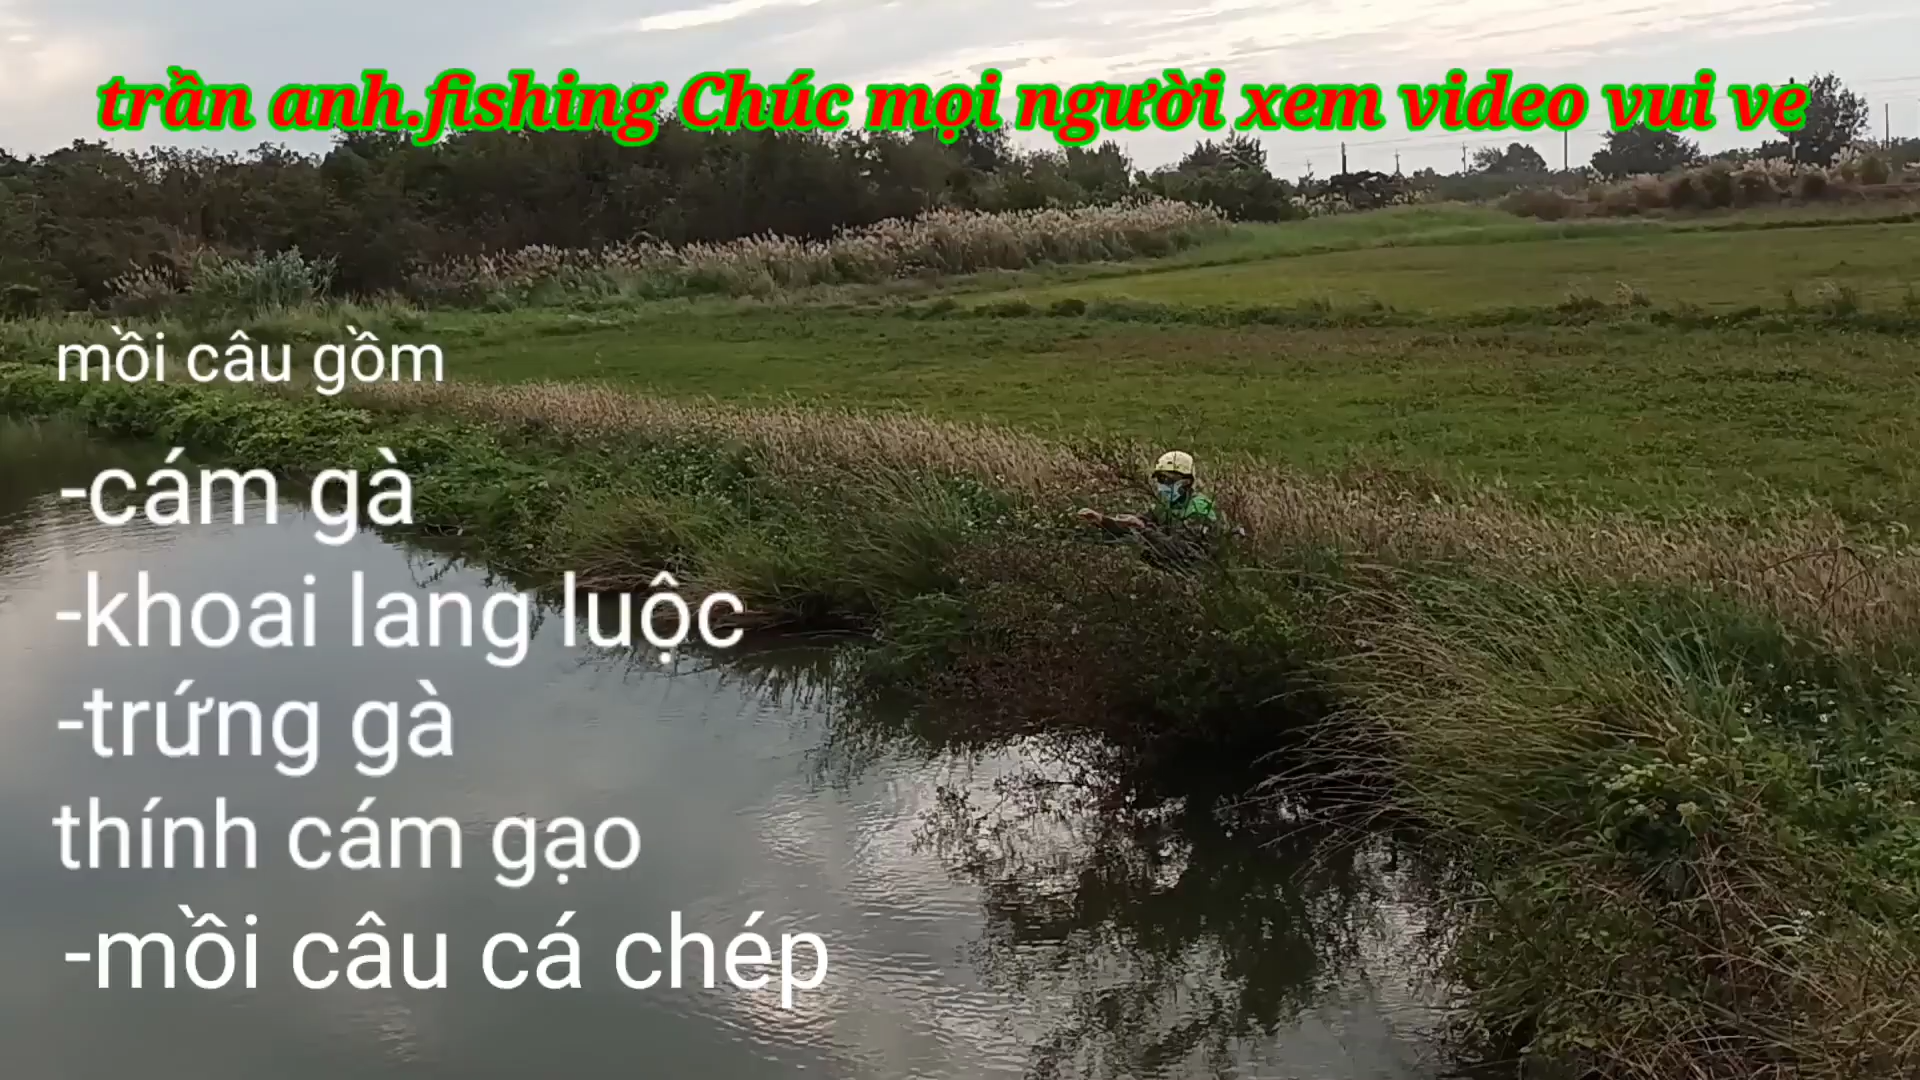 trần anh.fishing Chúc mọi người xem video vui ve
mồi câu gồm
-cám gà
-khoai lang luộc
-trứng gà
thính cám gạo
-mồi câu cá chép